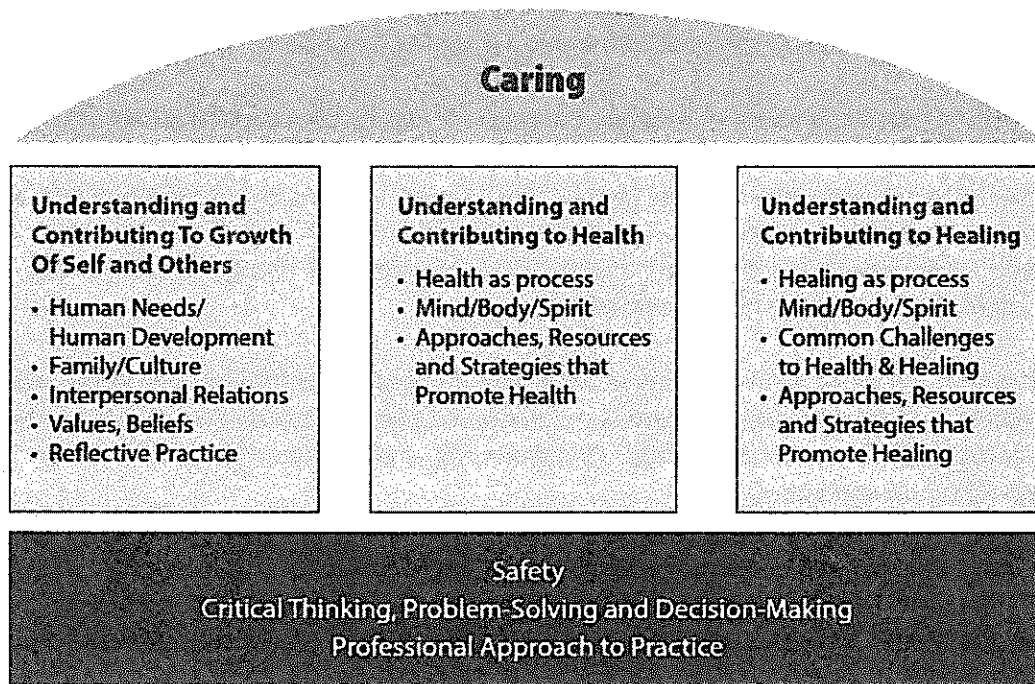 Caring
Understanding and
Contributing To Growth
Of Self and Others
• Human Needs/
Human Development
• Family/Culture
• Interpersonal Relations
• Values, Beliefs
• Reflective Practice
Understanding and
Contributing to Health
• Health as process
• Mind/Body/Spirit
• Approaches, Resources
and Strategies that
Promote Health
Understanding and
Contributing to Healing
• Healing as process
Mind/Body/Spirit
• Common Challenges
to Health & Healing
• Approaches, Resources
and Strategies that
Promote Healing
Safety
Critical Thinking, Problem-Solving and Decision-Making
Professional Approach to Practice